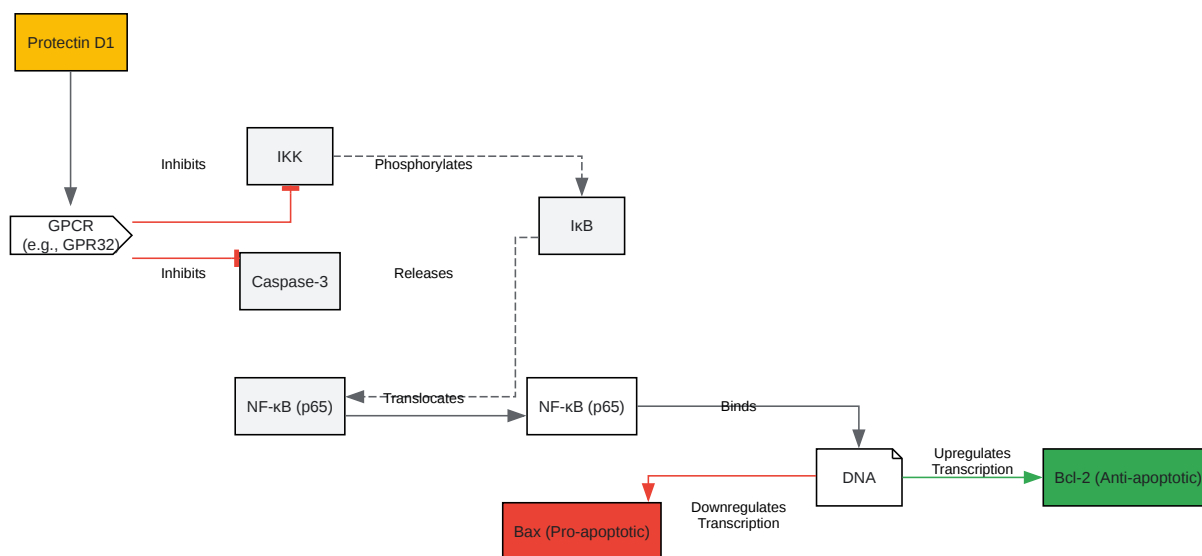 Protectin D1
IKK
Inhibits
Phosphorylates
GPCR
(e.g., GPR32)
IκB
Inhibits
Caspase-3
Releases
NF-κB (p65)
Translocates
NF-κB (p65)
Binds
DNA
Upregulates
Transcription
Bcl-2 (Anti-apoptotic)
Bax (Pro-apoptotic)
Downregulates
Transcription